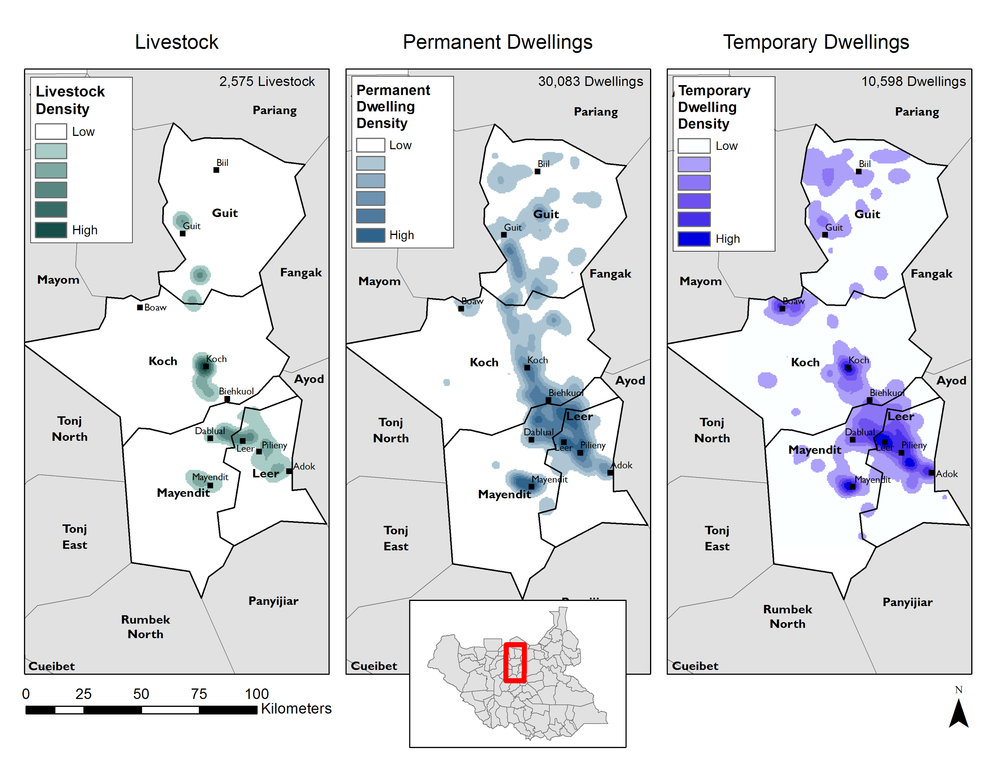 Livestock
2,575 Livestock
Livestock
Density
Low
High
Pariang
Biil
Guit
Guit
Mayom
Fangak
Boaw
Koch
Koch
Ayod
Biehkuol
Tonj
North
Dablual
Leer
Pilieny
Adok
Leer
Mayendit
Mayendit
Tonj
East
Panyijiar
Rumbek
North
Cueibet
Permanent Dwellings
30,083 Dwellings
Permanent
Dwelling
Density
Low
High
Pariang
Biil
Guit
Guit
Mayom
Fangak
Boaw
Koch
Koch
Ayod
Biehkuol
Leer
Tonj
North
Dablual
Leer
Pilieny
Adok
Mayendit
Mayendit
Tonj
East
Cueibet
Temporary Dwellings
10,598 Dwellings
Temporary
Dwelling
Density
Low
High
Pariang
Biil
Guit
Guit
Mayom
Fangak
Boaw
Koch
Koch
Ayod
Biehkuol
Leer
Tonj
North
Dablual
Leer
Pilieny
Mayendit
Adok
Mayendit
Tonj
East
Panyijiar
Rumbek
North
Cueibet
0 25 50 75 100
Kilometers
N